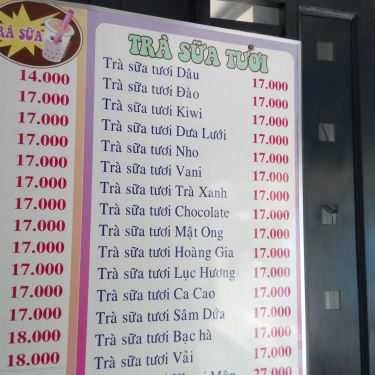 TRÀ SỮA
14.000
17.000
17.000
17.000
17.000
17.000
17.000
17.000
17.000
17.000
17.000
17.000
18.000
18.000
TRÀ SỮA TƯƠI
Trà sữa tươi Dâu 17.000
Trà sữa tươi Đào 17.000
Trà sữa tươi Kiwi 17.000
Trà sữa tươi Dưa Lưới 17.000
Trà sữa tươi Nho 17.000
Trà sữa tươi Vani 17.000
Trà sữa tươi Trà Xanh 17.000
Trà sữa tươi Chocolate 17.000
Trà sữa tươi Mật Ong 17.000
Trà sữa tươi Hoàng Gia 17.000
Trà sữa tươi Lục Hương 17.000
Trà sữa tươi Ca Cao 17.000
Trà sữa tươi Sâm Dứa 17.000
Trà sữa tươi Bạc hà 17.000
Trà sữa tươi Vải 17.000
27.000